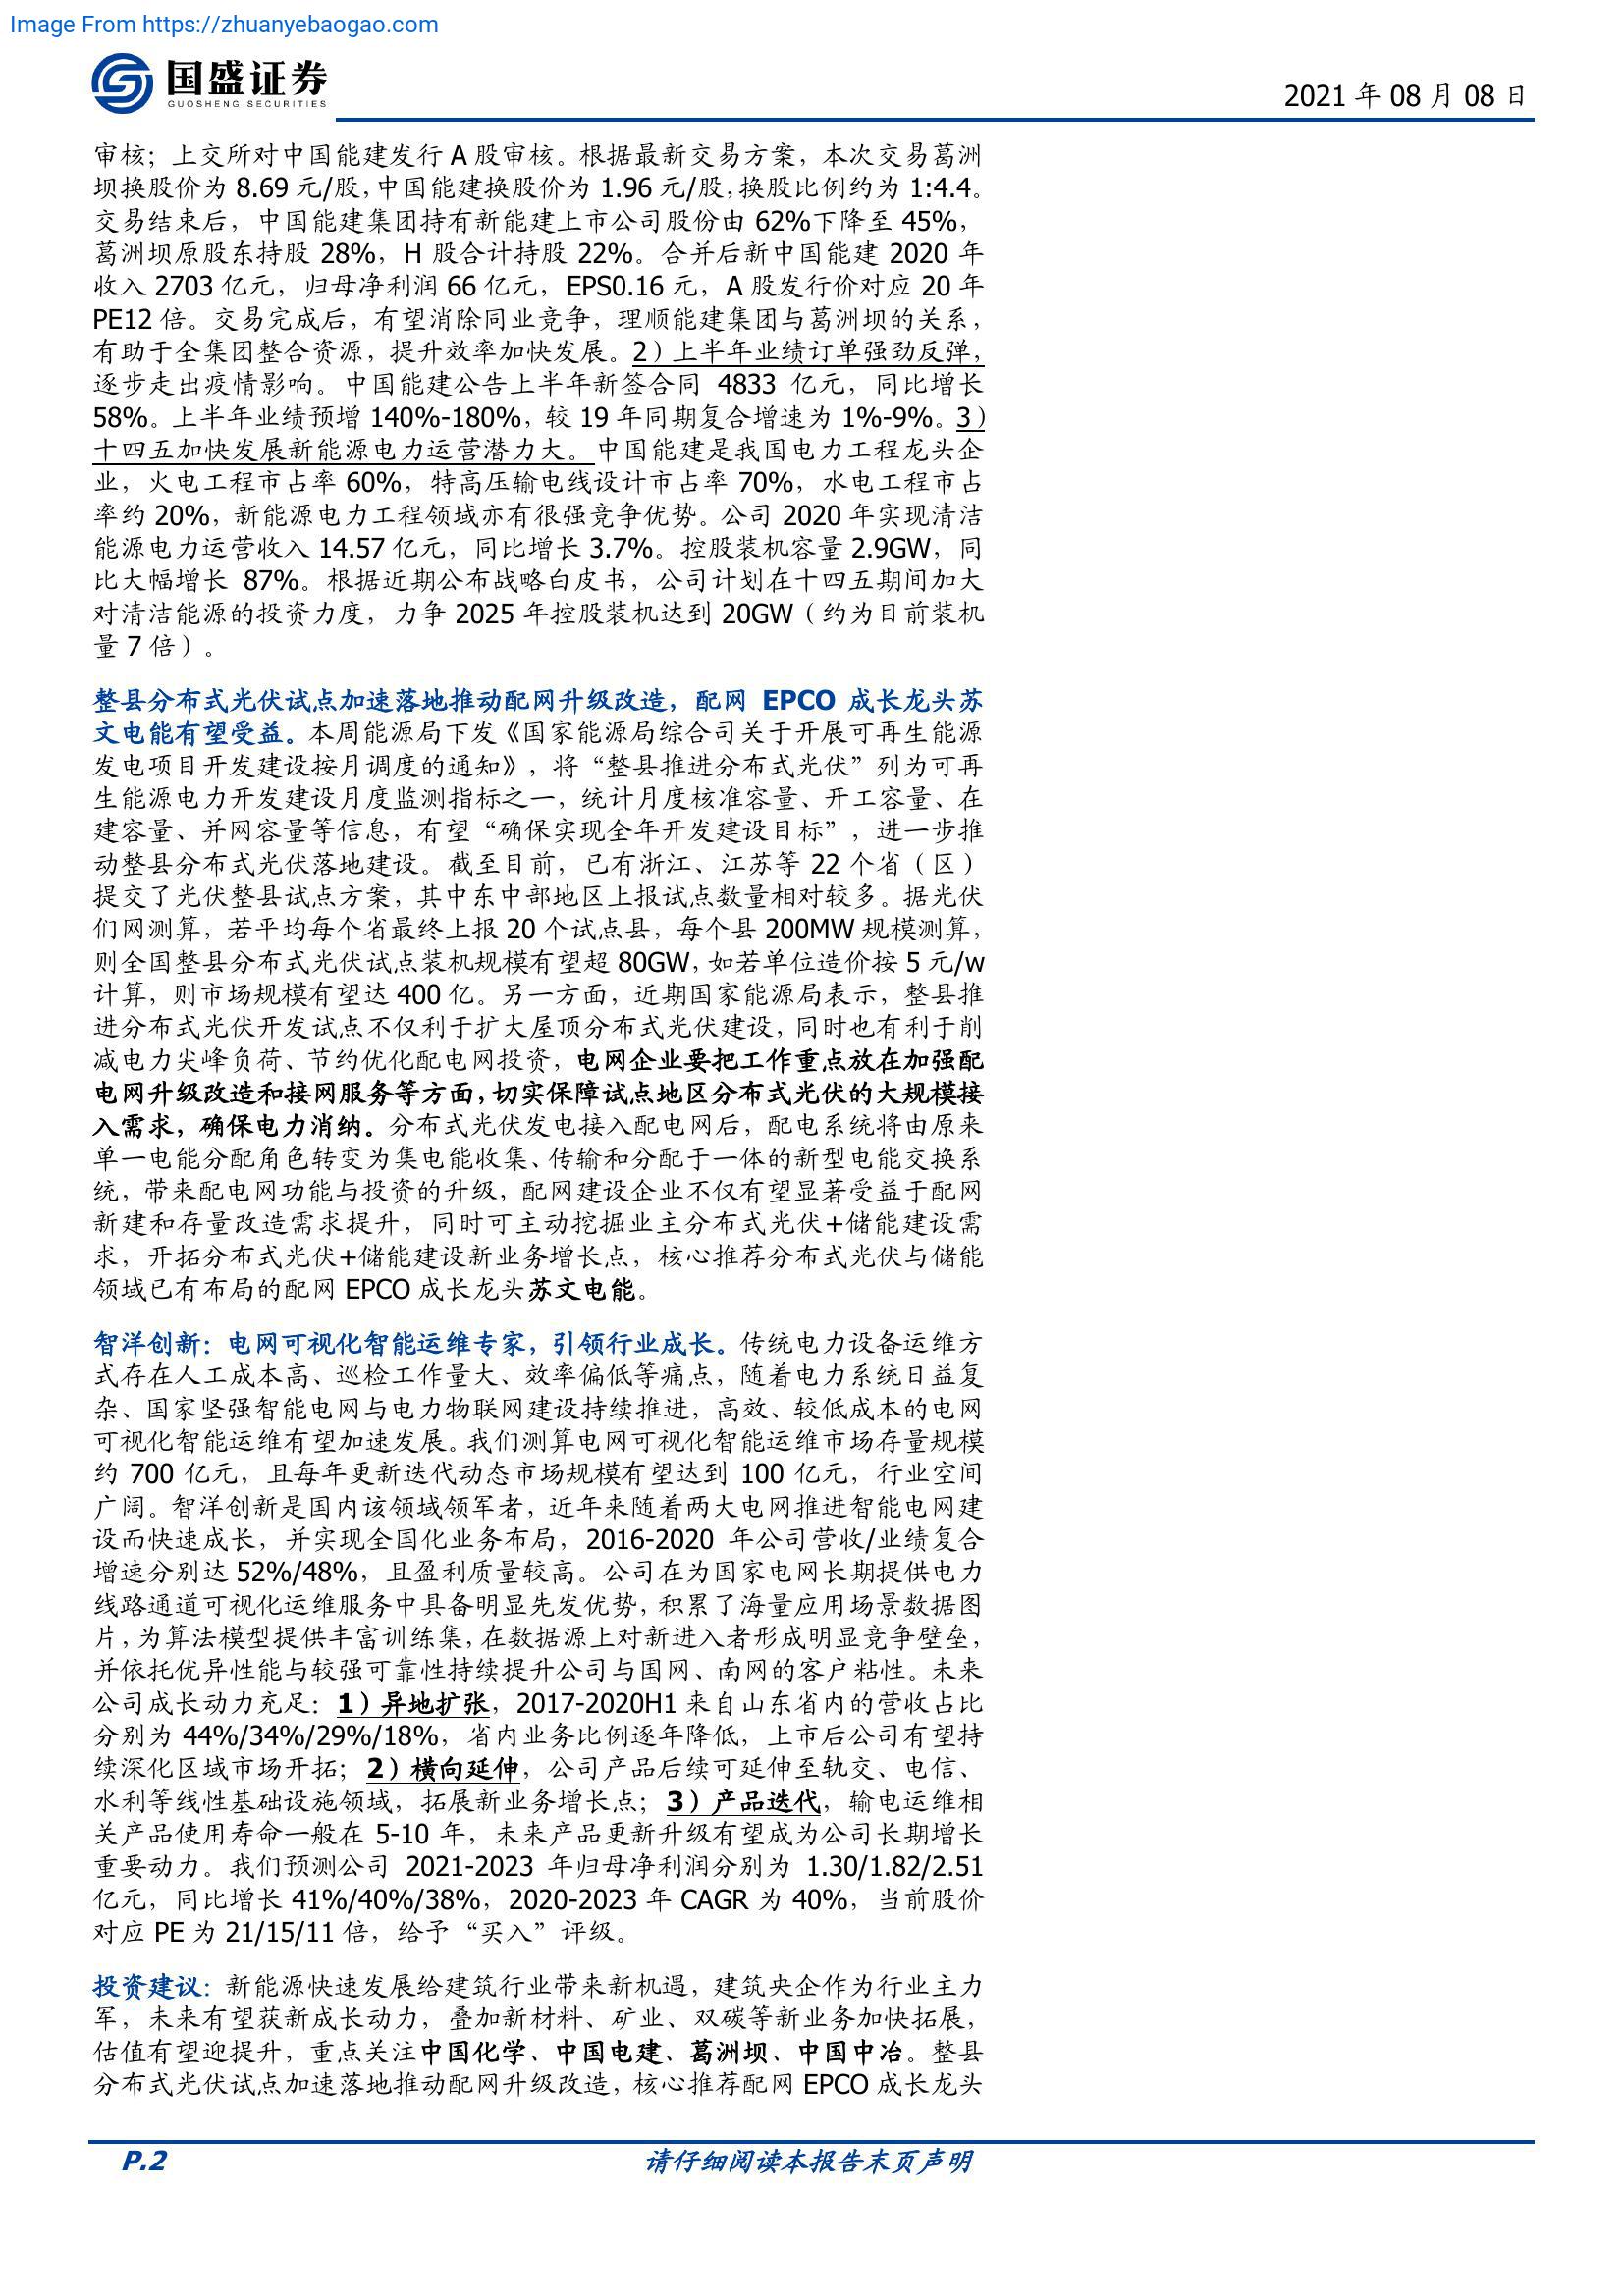 Image From https://zhuanyebaogao.com
国盛证券
GUOSHENG SECURITIES
2021 年 08 月 08 日
审核；上交所对中国能建发行 A 股审核。根据最新交易方案，本次交易葛洲
坝换股价为 8.69 元/股，中国能建换股价为 1.96 元/股，换股比例约为 1:4.4。
交易结束后，中国能建集团持有新能建上市公司股份由 62%下降至 45%，
葛洲坝原股东持股 28%，H 股合计持股 22%。合并后新中国能建 2020 年
收入 2703 亿元，归母净利润 66 亿元，EPS0.16 元，A 股发行价对应 20 年
PE12 倍。交易完成后，有望消除同业竞争，理顺能建集团与葛洲坝的关系，
有助于全集团整合资源，提升效率加快发展。2）上半年业绩订单强劲反弹，
逐步走出疫情影响。中国能建公告上半年新签合同 4833 亿元，同比增长
58%。上半年业绩预增 140%-180%，较 19 年同期复合增速为 1%-9%。3）
十四五加快发展新能源电力运营潜力大。中国能建是我国电力工程龙头企
业，火电工程市占率 60%，特高压输电线设计市占率 70%，水电工程市占
率约 20%，新能源电力工程领域亦有很强竞争优势。公司 2020 年实现清洁
能源电力运营收入 14.57 亿元，同比增长 3.7%。控股装机容量 2.9GW，同
比大幅增长 87%。根据近期公布战略白皮书，公司计划在十四五期间加大
对清洁能源的投资力度，力争 2025 年控股装机达到 20GW（约为目前装机
量 7 倍）。
整县分布式光伏试点加速落地推动配网升级改造，配网 EPCO 成长龙头苏
文电能有望受益。本周能源局下发《国家能源局综合司关于开展可再生能源
发电项目开发建设按月调度的通知》，将“整县推进分布式光伏”列为可再
生能源电力开发建设月度监测指标之一，统计月度核准容量、开工容量、在
建容量、并网容量等信息，有望“确保实现全年开发建设目标”，进一步推
动整县分布式光伏落地建设。截至目前，已有浙江、江苏等 22 个省（区）
提交了光伏整县试点方案，其中东中部地区上报试点数量相对较多。据光伏
们网测算，若平均每个省最终上报 20 个试点县，每个县 200MW 规模测算，
则全国整县分布式光伏试点装机规模有望超 80GW，如若单位造价按 5 元/w
计算，则市场规模有望达 400 亿。另一方面，近期国家能源局表示，整县推
进分布式光伏开发试点不仅利于扩大屋顶分布式光伏建设，同时也有利于削
减电力尖峰负荷、节约优化配电网投资，电网企业要把工作重点放在加强配
电网升级改造和接网服务等方面，切实保障试点地区分布式光伏的大规模接
入需求，确保电力消纳。分布式光伏发电接入配电网后，配电系统将由原来
单一电能分配角色转变为集电能收集、传输和分配于一体的新型电能交换系
统，带来配电网功能与投资的升级，配网建设企业不仅有望显著受益于配网
新建和存量改造需求提升，同时可主动挖掘业主分布式光伏+储能建设需
求，开拓分布式光伏+储能建设新业务增长点，核心推荐分布式光伏与储能
领域已有布局的配网 EPCO 成长龙头苏文电能。
智洋创新：电网可视化智能运维专家，引领行业成长。传统电力设备运维方
式存在人工成本高、巡检工作量大、效率偏低等痛点，随着电力系统日益复
杂、国家坚强智能电网与电力物联网建设持续推进，高效、较低成本的电网
可视化智能运维有望加速发展。我们测算电网可视化智能运维市场存量规模
约 700 亿元，且每年更新迭代动态市场规模有望达到 100 亿元，行业空间
广阔。智洋创新是国内该领域领军者，近年来随着两大电网推进智能电网建
设而快速成长，并实现全国化业务布局，2016-2020 年公司营收/业绩复合
增速分别达 52%/48%，且盈利质量较高。公司在为国家电网长期提供电力
线路通道可视化运维服务中具备明显先发优势，积累了海量应用场景数据图
片，为算法模型提供丰富训练集，在数据源上对新进入者形成明显竞争壁垒，
并依托优异性能与较强可靠性持续提升公司与国网、南网的客户粘性。未来
公司成长动力充足：1）异地扩张，2017-2020H1 来自山东省内的营收占比
分别为 44%/34%/29%/18%，省内业务比例逐年降低，上市后公司有望持
续深化区域市场开拓；2）横向延伸，公司产品后续可延伸至轨交、电信、
水利等线性基础设施领域，拓展新业务增长点；3）产品迭代，输电运维相
关产品使用寿命一般在 5-10 年，未来产品更新升级有望成为公司长期增长
重要动力。我们预测公司 2021-2023 年归母净利润分别为 1.30/1.82/2.51
亿元，同比增长 41%/40%/38%，2020-2023 年 CAGR 为 40%，当前股价
对应 PE 为 21/15/11 倍，给予“买入”评级。
投资建议：新能源快速发展给建筑行业带来新机遇，建筑央企作为行业主力
军，未来有望获新成长动力，叠加新材料、矿业、双碳等新业务加快拓展，
估值有望迎提升，重点关注中国化学、中国电建、葛洲坝、中国中冶。整县
分布式光伏试点加速落地推动配网升级改造，核心推荐配网 EPCO 成长龙头
P.2
请仔细阅读本报告末页声明